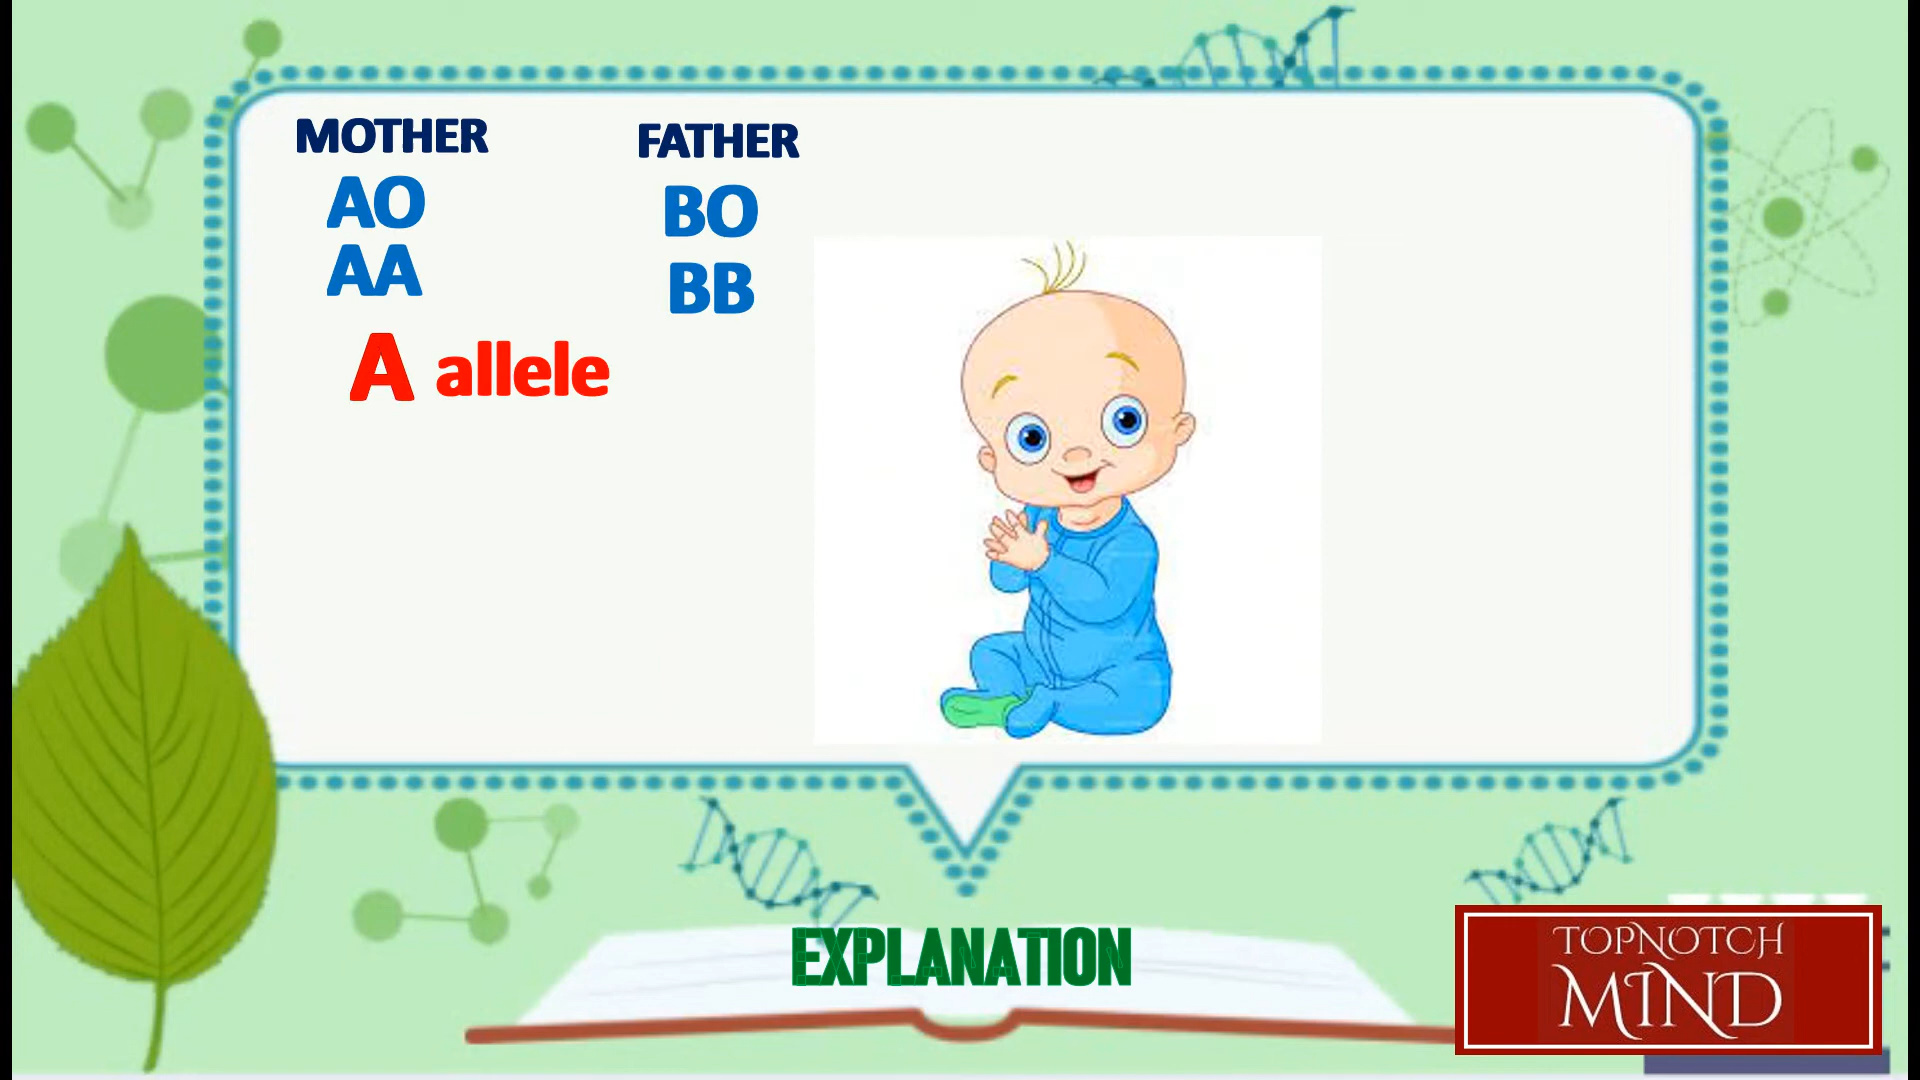 MOTHER
AO
AA
FATHER
BO
BB
A allele
EXPLANATION
TOPNOTCH
MIND